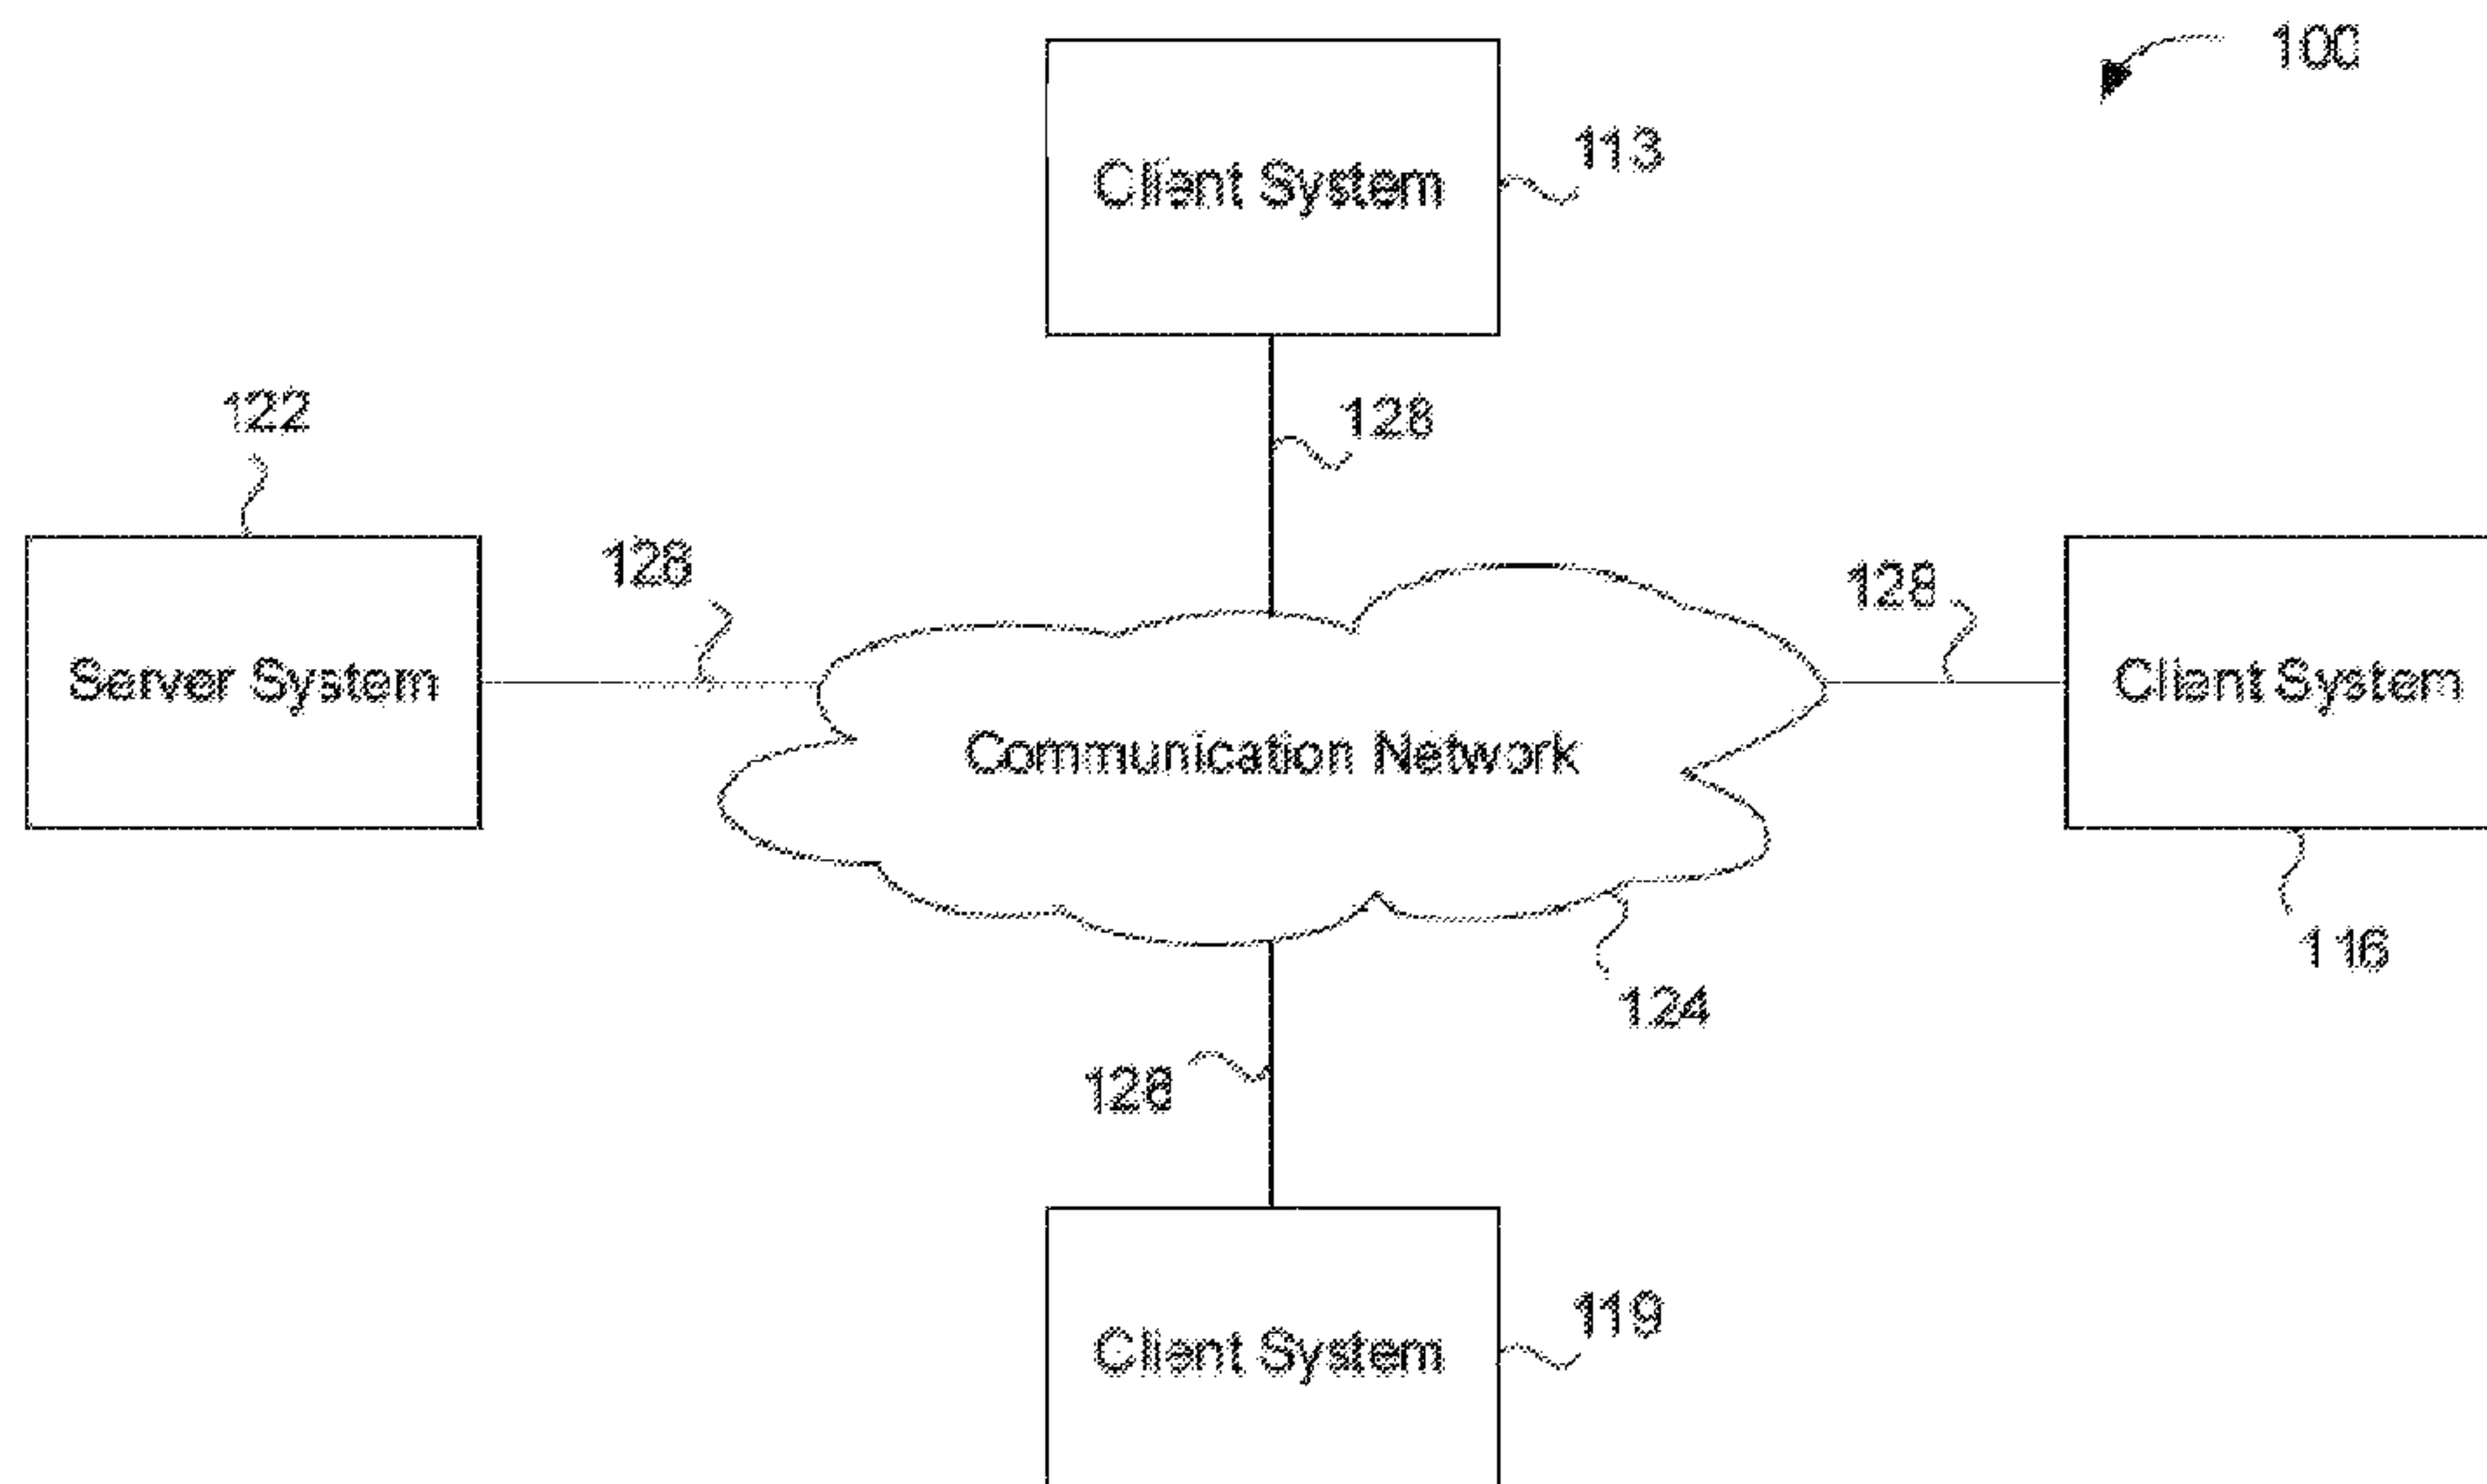 100
Client System
113
128
122
128
128
Server System
Client System
Communication Network
116
124
128
Client System
119